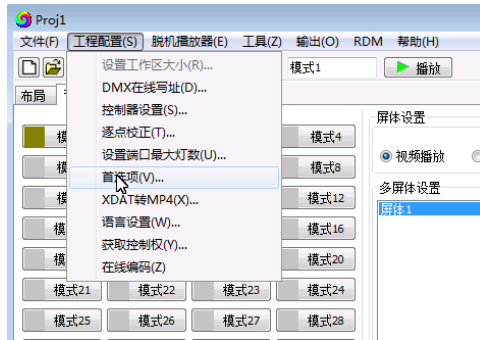 Proj1
文件(F) 工程配置(S) 脱机播放器(E) 工具(Z) 输出(O) RDM 帮助(H)
设置工作区大小(R)...
模式1 播放
DMX在线写址(D)...
布局
控制器设置(S)...
屏体设置
逐点校正(T)...
模式4
设置端口最大灯数(U)...
视频播放
模式8
首选项(V)...
多屏体设置
XDAT转MP4(X)...
模式12
屏体1
语言设置(W)...
模式16
获取控制权(Y)...
在线编码(Z)
模式20
模式21 模式22 模式23 模式24
模式25 模式26 模式27 模式28